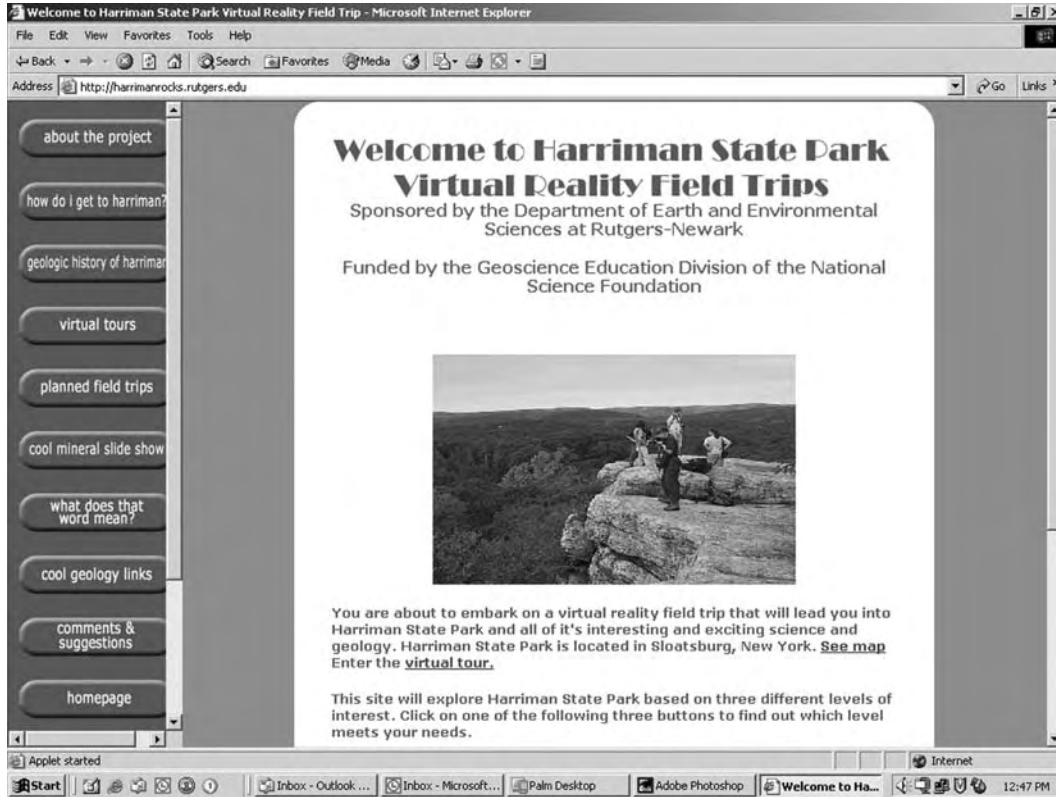 Welcome to Harriman State Park Virtual Reality Field Trip - Microsoft Internet Explorer
File Edit View Favorites Tools Help
Back Search Favorites Media
Address http://harrimanrocks.rutgers.edu Go Links
about the project
how do i get to harriman?
geologic history of harriman
virtual tours
planned field trips
cool mineral slide show
what does that
word mean?
cool geology links
comments &
suggestions
homepage
Welcome to Harriman State Park
Virtual Reality Field Trips
Sponsored by the Department of Earth and Environmental
Sciences at Rutgers-Newark
Funded by the Geoscience Education Division of the National
Science Foundation
You are about to embark on a virtual reality field trip that will lead you into
Harriman State Park and all of it's interesting and exciting science and
geology. Harriman State Park is located in Sloatsburg, New York. See map
Enter the virtual tour.
This site will explore Harriman State Park based on three different levels of
interest. Click on one of the following three buttons to find out which level
meets your needs.
Applet started Internet
Start Inbox - Outlook ... Inbox - Microsoft... Palm Desktop Adobe Photoshop Welcome to Ha... 12:47 PM